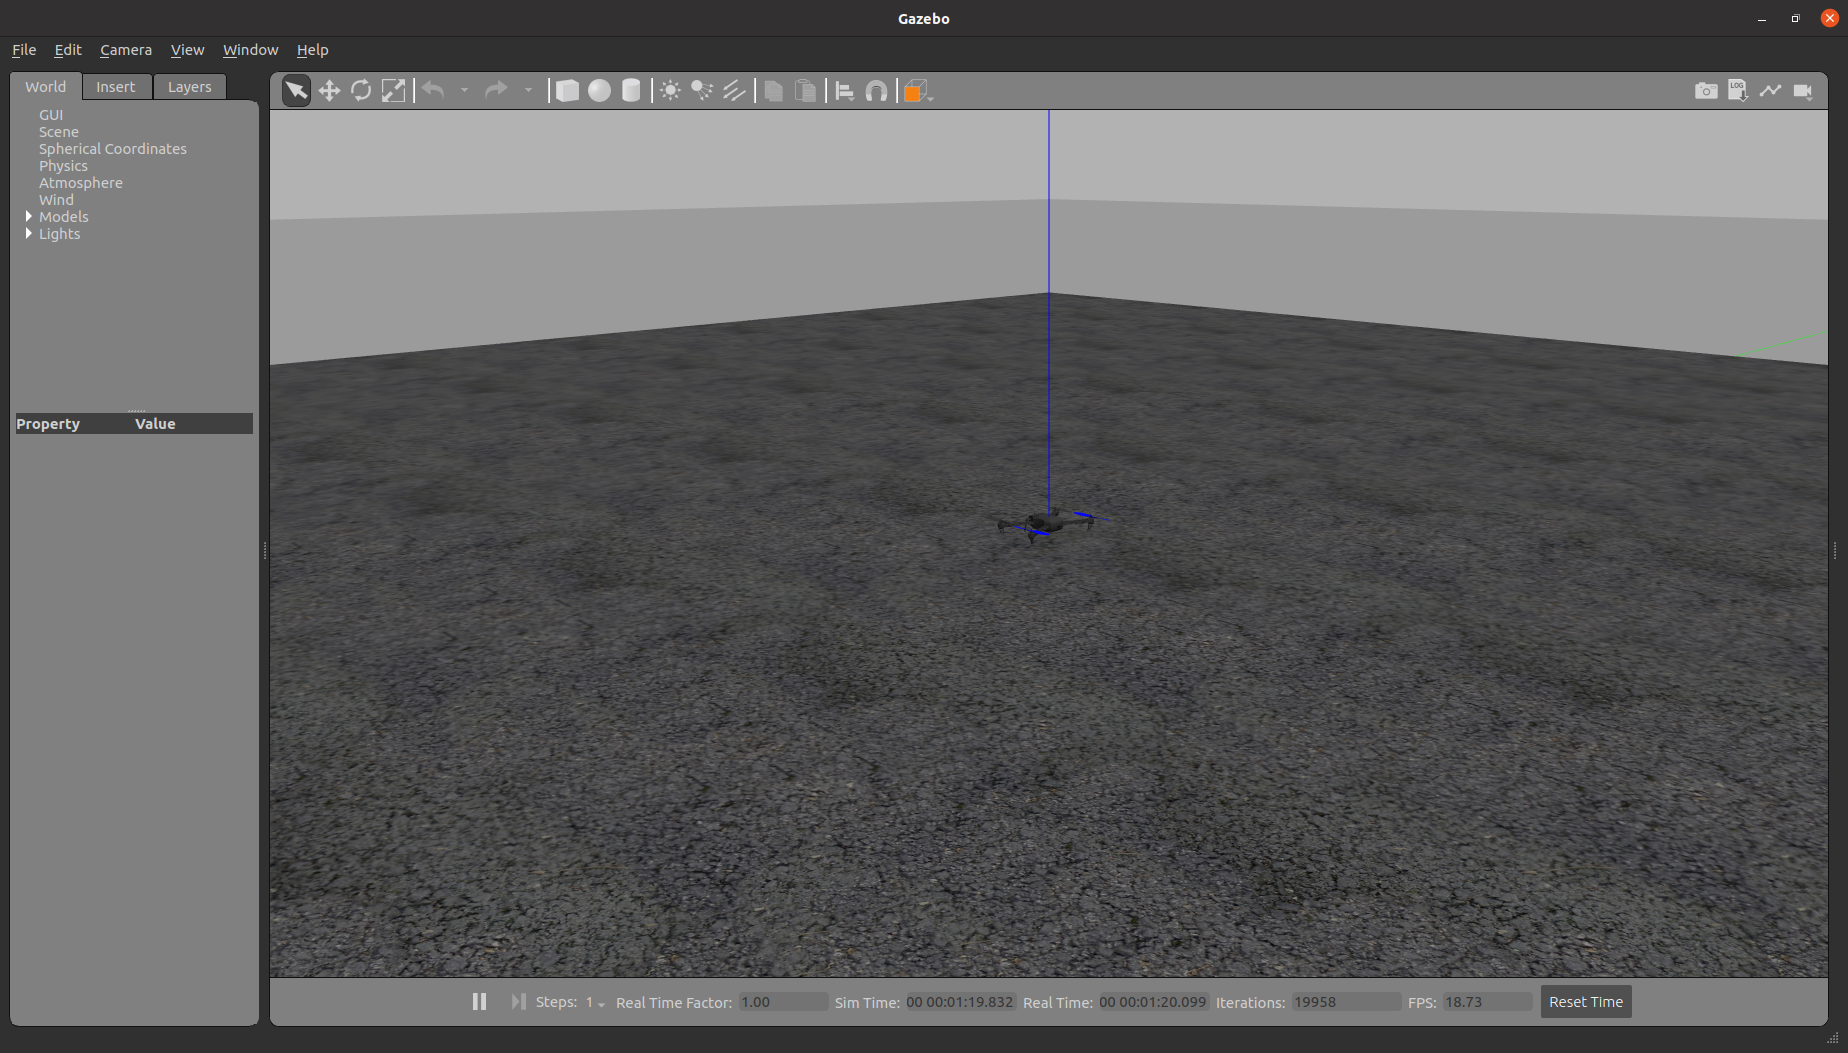 Gazebo
File Edit Camera View Window Help
World Insert Layers
GUI
Scene
Spherical Coordinates
Physics
Atmosphere
Wind
Models
Lights
Property Value
LOG
Steps: 1 Real Time Factor: 1.00 Sim Time: 00 00:01:19.832 Real Time: 00 00:01:20.099 Iterations: 19958 FPS: 18.73 Reset Time